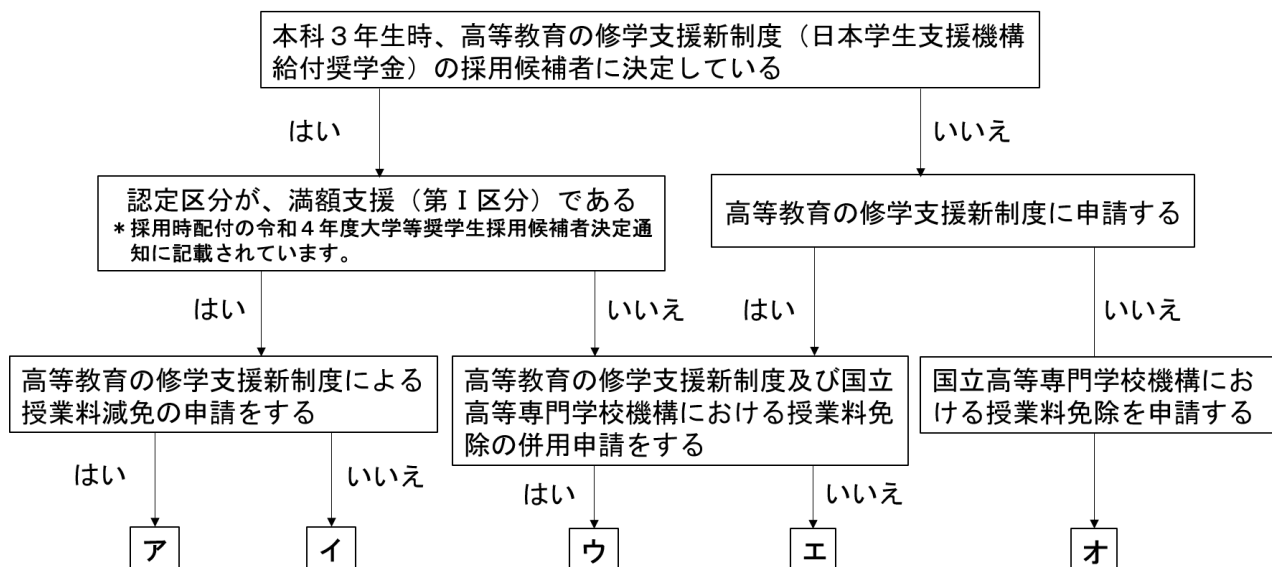 本科３年生時、高等教育の修学支援新制度（日本学生支援機構
給付奨学金）の採用候補者に決定している
はい
いいえ
認定区分が、満額支援（第Ⅰ区分）である
＊採用時配付の令和４年度大学等奨学生採用候補者決定通
知に記載されています。
高等教育の修学支援新制度に申請する
はい
いいえ
はい
いいえ
高等教育の修学支援新制度による
授業料減免の申請をする
高等教育の修学支援新制度及び国立
高等専門学校機構における授業料免
除の併用申請をする
国立高等専門学校機構にお
ける授業料免除を申請する
はい
いいえ
はい
いいえ
ア
イ
ウ
エ
オ